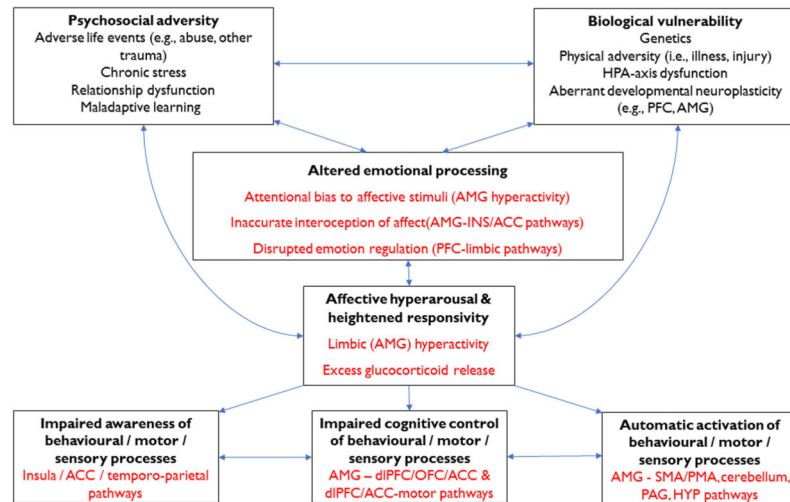 Psychosocial adversity
Adverse life events (e.g., abuse, other
trauma)
Chronic stress
Relationship dysfunction
Maladaptive learning
Biological vulnerability
Genetics
Physical adversity (i.e., illness, injury)
HPA-axis dysfunction
Aberrant developmental neuroplasticity
(e.g., PFC, AMG)
Altered emotional processing
Attentional bias to affective stimuli (AMG hyperactivity)
Inaccurate interoception of affect(AMG-INS/ACC pathways)
Disrupted emotion regulation (PFC-limbic pathways)
Affective hyperarousal &
heightened responsivity
Limbic (AMG) hyperactivity
Excess glucocorticoid release
Impaired awareness of
behavioural / motor /
sensory processes
Insula / ACC / temporo-parietal
pathways
Impaired cognitive control
of behavioural / motor /
sensory processes
AMG – dlPFC/OFC/ACC &
dlPFC/ACC-motor pathways
Automatic activation of
behavioural / motor /
sensory processes
AMG - SMA/PMA, cerebellum,
PAG, HYP pathways